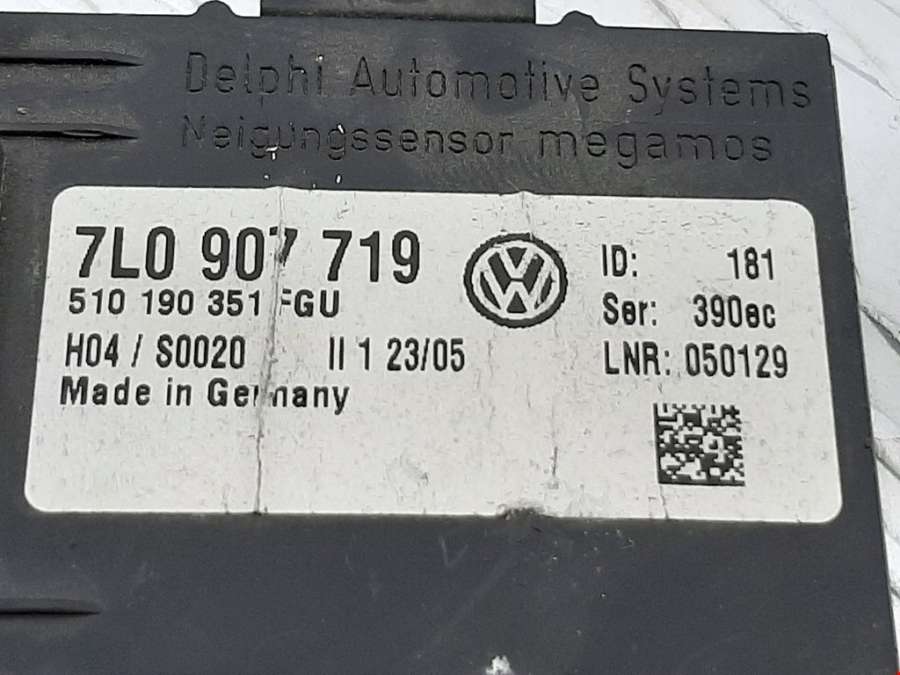 Delphi Automotive Systems
Neigungssensor megamos
7L0 907 719
510 190 351 FGU
H04 / S0020 II 1 23/05
Made in Germany
VW
ID: 181
Ser: 390ec
LNR: 050129